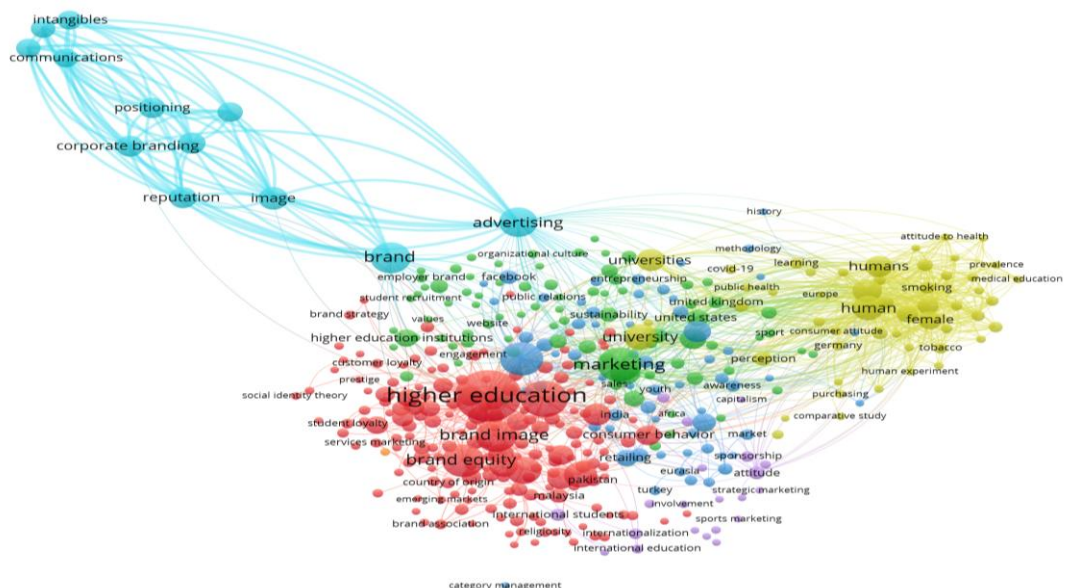 intangibles
communications
positioning
corporate branding
reputation
image
history
advertising
attitude to health
methodology
organizational culture
brand
universities
learning
humans
prevalence
covid-19
employer brand
facebook
entrepreneurship
medical education
public health
smoking
student recruitment
public relations
europe
united kingdom
human
brand strategy
values
sustainability
united states
female
website
sport
consumer attitude
higher education institutions
university
germany
tobacco
engagement
perception
customer loyalty
marketing
human experiment
prestige
sales
youth
awareness
social identity theory
higher education
capitalism
purchasing
india
africa
comparative study
student loyalty
brand image
consumer behavior
market
services marketing
brand equity
retailing
sponsorship
eurasia
attitude
country of origin
pakistan
turkey
strategic marketing
emerging markets
malaysia
involvement
international students
sports marketing
brand association
religiosity
internationalization
international education
category management